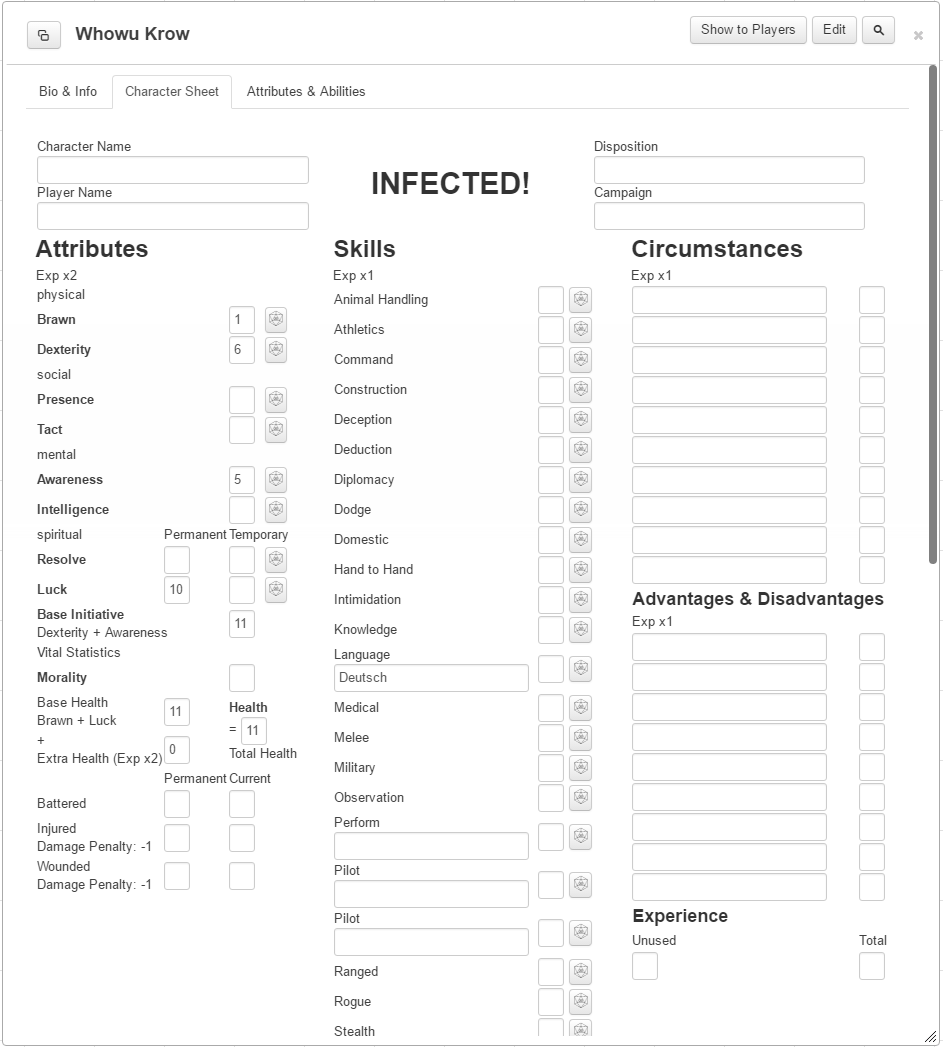 Whowu Krow
Show to Players
Edit
Bio & Info
Character Sheet
Attributes & Abilities
Character Name
Player Name
INFECTED!
Disposition
Campaign
Attributes
Exp x2
physical
Brawn 1
Dexterity 6
social
Presence
Tact
mental
Awareness 5
Intelligence
spiritual Permanent Temporary
Resolve
Luck 10
Base Initiative
Dexterity + Awareness 11
Vital Statistics
Morality
Base Health
Brawn + Luck 11
+
Extra Health (Exp x2) 0
Health
= 11
Total Health
Permanent Current
Battered
Injured
Damage Penalty: -1
Wounded
Damage Penalty: -1
Skills
Exp x1
Animal Handling
Athletics
Command
Construction
Deception
Deduction
Diplomacy
Dodge
Domestic
Hand to Hand
Intimidation
Knowledge
Language
Deutsch
Medical
Melee
Military
Observation
Perform
Pilot
Pilot
Ranged
Rogue
Stealth
Circumstances
Exp x1
Advantages & Disadvantages
Exp x1
Experience
Unused Total